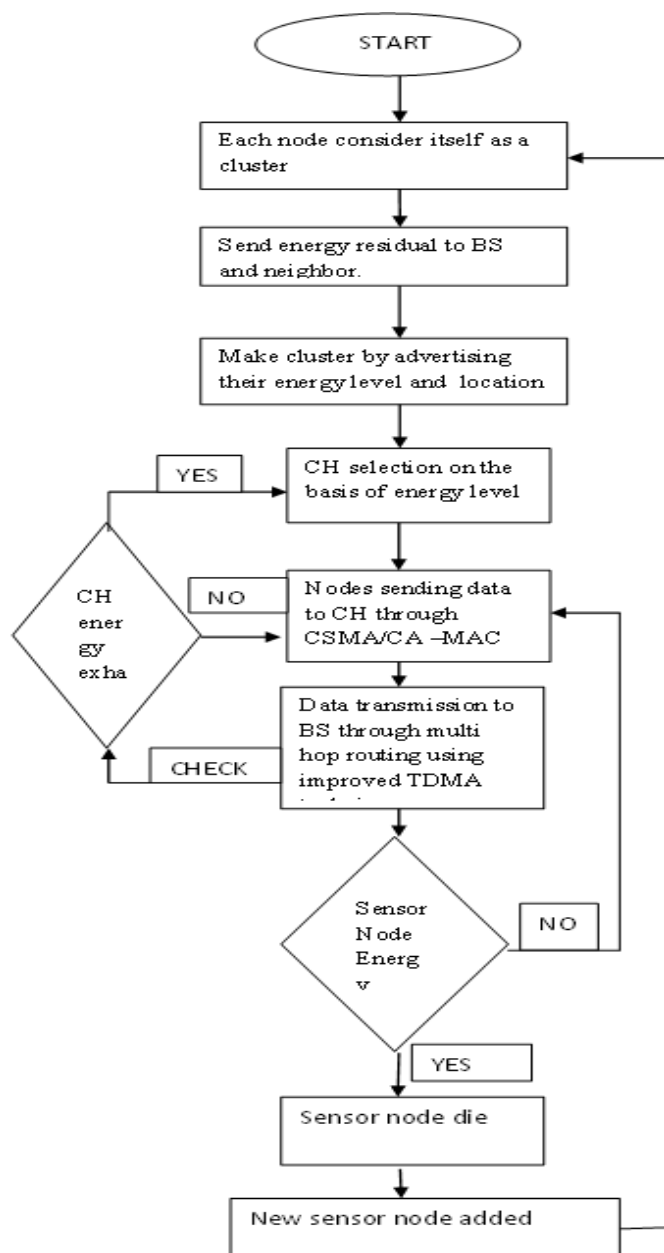 START
Each node consider itself as a
cluster
Send energy residual to BS
and neighbor.
Make cluster by advertising
their energy level and location
YES
CH selection on the
basis of energy level
CH
ener
gy
exha
NO
Nodes sending data
to CH through
CSMA/CA –MAC
CHECK
Data transmission to
BS through multi
hop routing using
improved TDMA
Sensor
Node
Energ
NO
YES
Sensor node die
New sensor node added